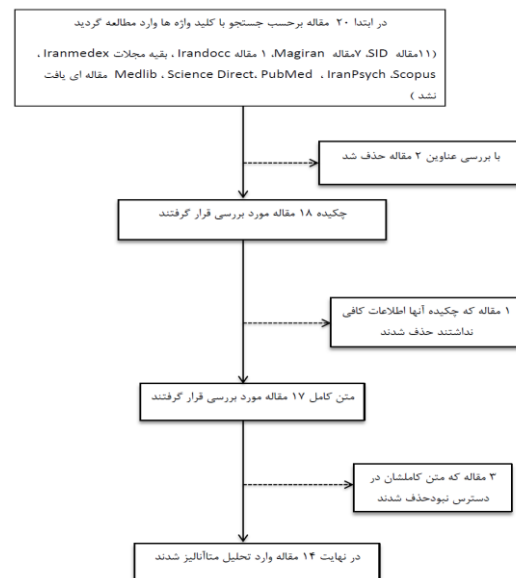 در ابتدا ۲۰ مقاله برحسب جستجو با کلید واژه ها وارد مطالعه گردید
(۱۱مقاله SID، ۷مقاله Magiran، ۱ مقاله Irandocc، بقیه مجلات Iranmedex ،
Medlib ، Science Direct، PubMed ، IranPsych ،Scopus مقاله ای یافت
نشد )
با بررسی عناوین ۲ مقاله حذف شد
چکیده ۱۸ مقاله مورد بررسی قرار گرفتند
۱ مقاله که چکیده آنها اطلاعات کافی
نداشتند حذف شدند
متن کامل ۱۷ مقاله مورد بررسی قرار گرفتند
۳ مقاله که متن کاملشان در
دسترس نبودحذف شدند
در نهایت ۱۴ مقاله وارد تحلیل متاآنالیز شدند